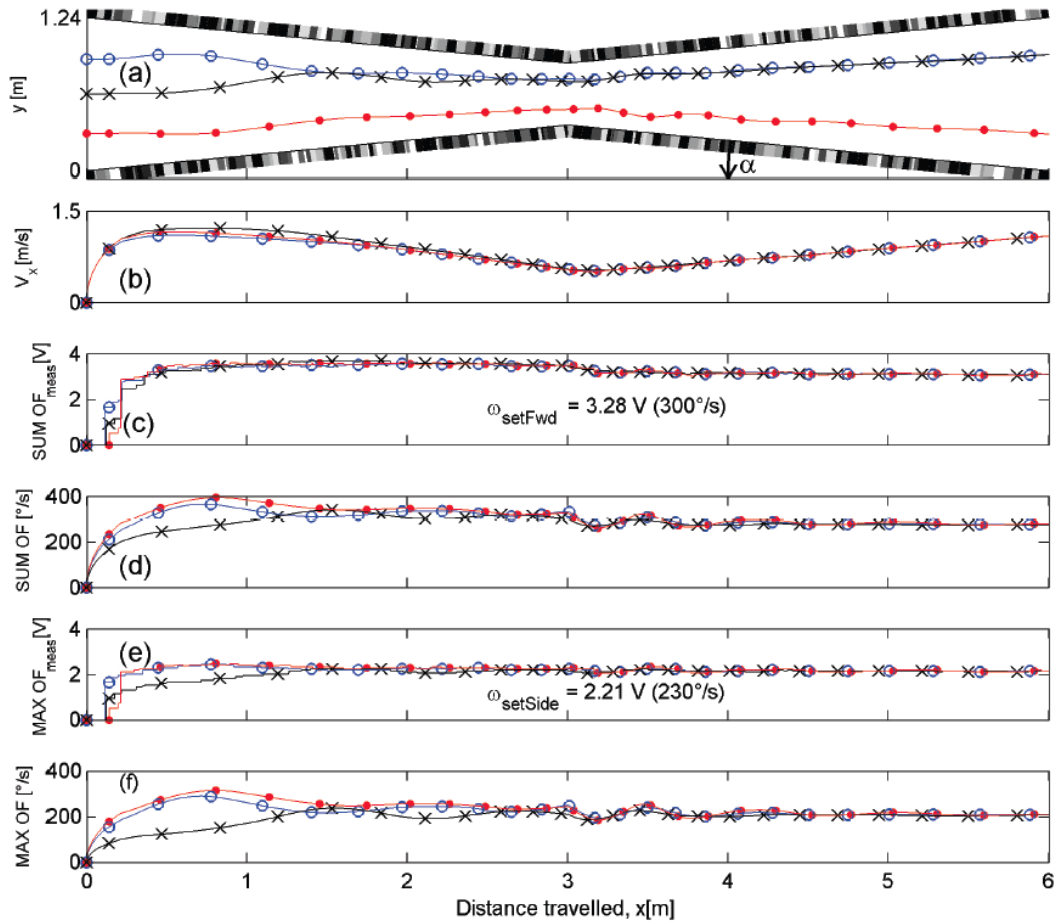 1.24
y [m]
(a)
0
α
1.5
V_x [m/s]
(b)
0
4
SUM OF_meas [V]
2
ω_setFwd = 3.28 V (300°/s)
(c)
0
400
SUM OF [°/s]
200
(d)
0
4
MAX OF_meas [V]
(e)
2
ω_setSide = 2.21 V (230°/s)
0
400
(f)
MAX OF [°/s]
200
0
0 1 2 3 4 5 6
Distance travelled, x[m]